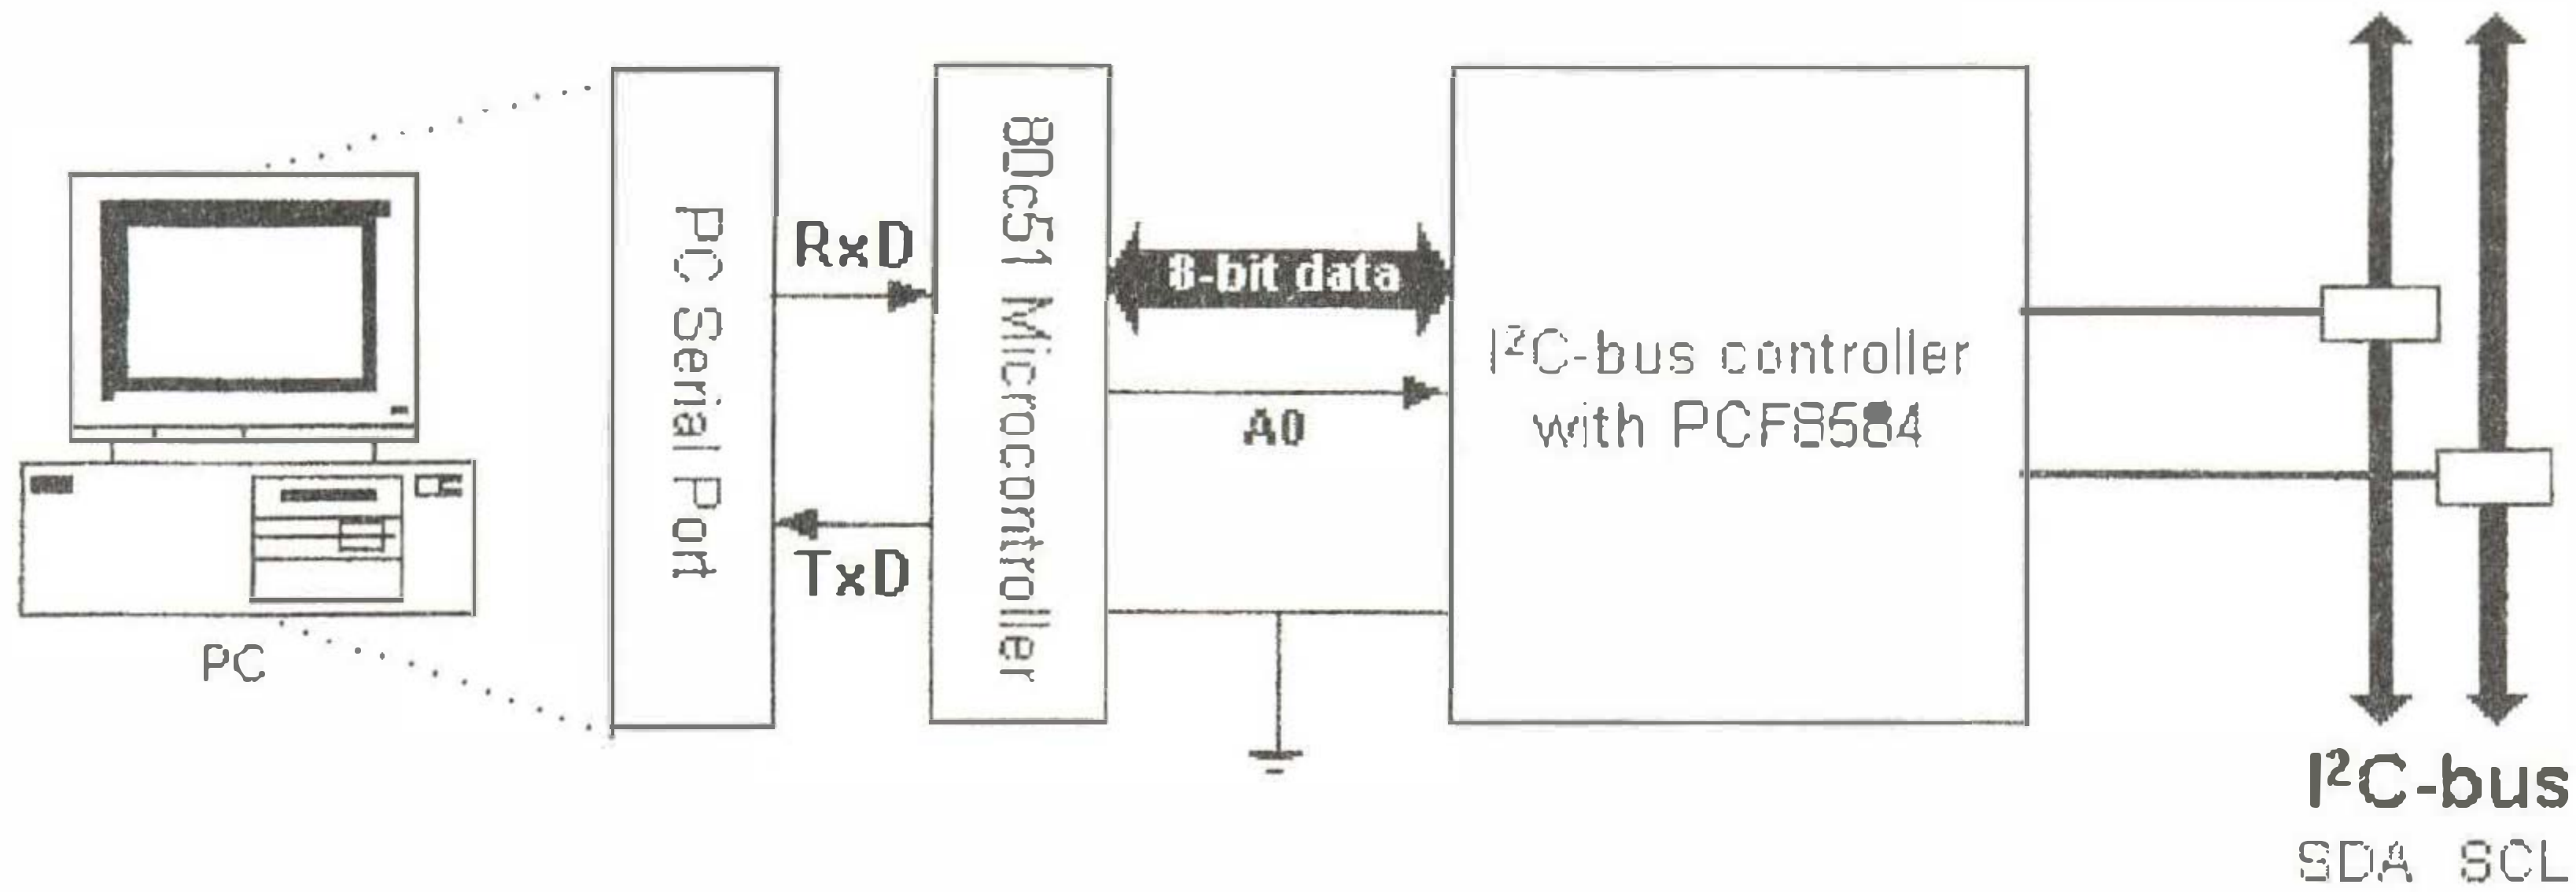 PC
PC Serial Port
RxD
TxD
80c51 Microcontroller
8-bit data
A0
I²C-bus controller
with PCF8584
I²C-bus
SDA SCL